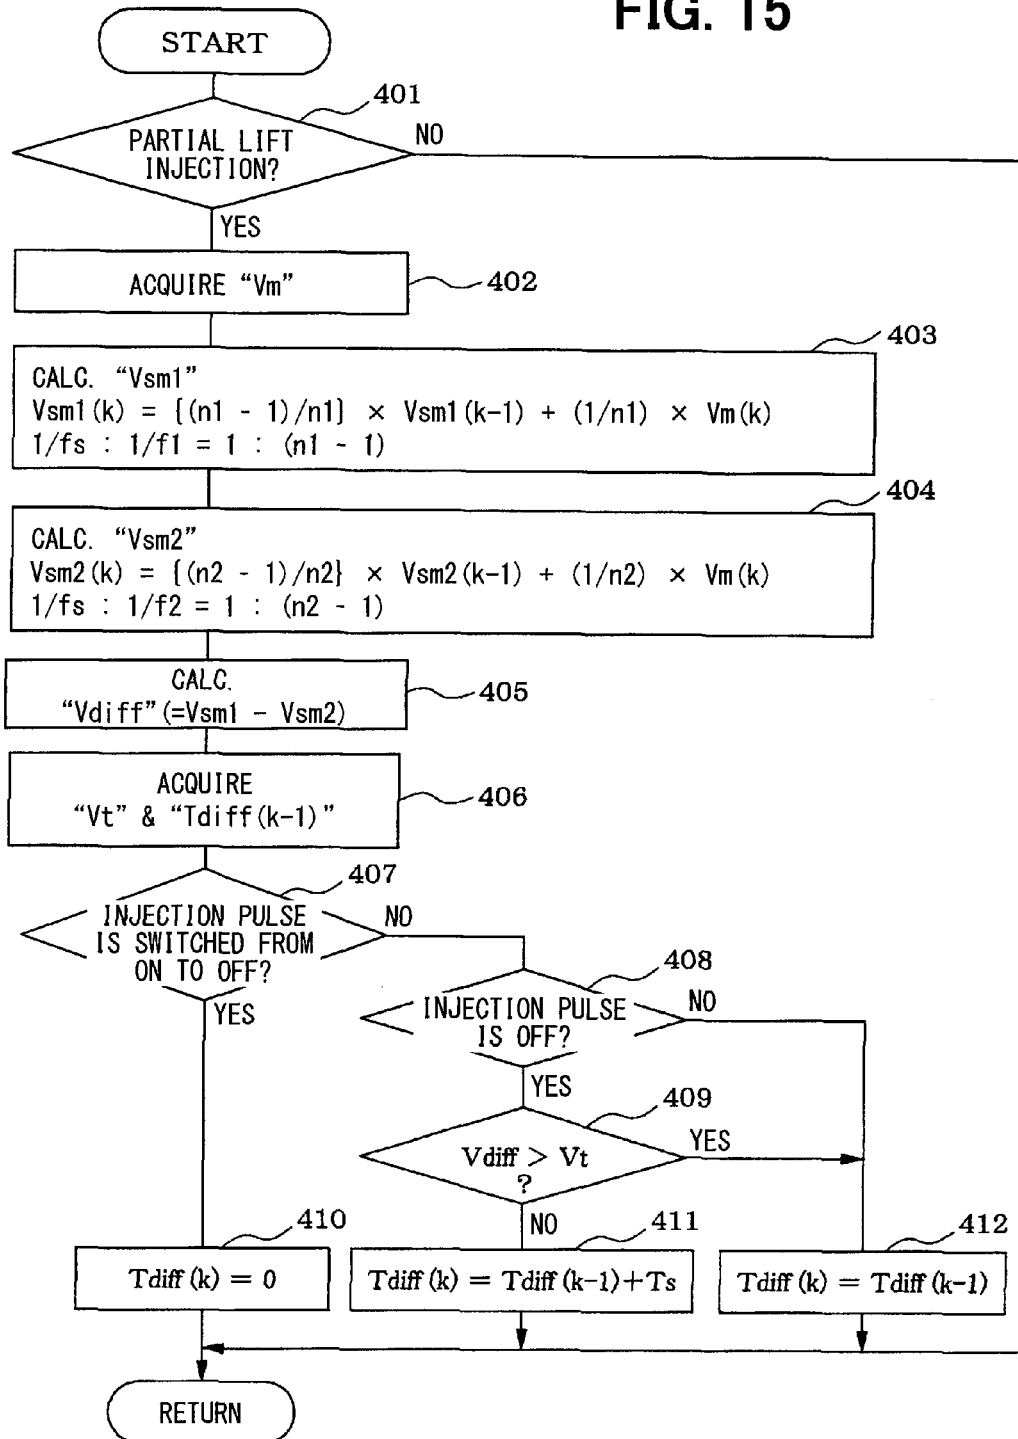 FIG. 15
START
401
PARTIAL LIFT
INJECTION?
NO
YES
ACQUIRE “Vm”
402
403
CALC. “Vsm1”
Vsm1(k) = {(n1 - 1)/n1} × Vsm1(k-1) + (1/n1) × Vm(k)
1/fs : 1/f1 = 1 : (n1 - 1)
404
CALC. “Vsm2”
Vsm2(k) = {(n2 - 1)/n2} × Vsm2(k-1) + (1/n2) × Vm(k)
1/fs : 1/f2 = 1 : (n2 - 1)
CALC.
“Vdiff”(=Vsm1 - Vsm2)
405
ACQUIRE
“Vt” & “Tdiff(k-1)”
406
407
INJECTION PULSE
IS SWITCHED FROM
ON TO OFF?
NO
YES
408
INJECTION PULSE
IS OFF?
NO
YES
409
Vdiff > Vt
?
YES
NO
410
Tdiff(k) = 0
411
Tdiff(k) = Tdiff(k-1)+Ts
412
Tdiff(k) = Tdiff(k-1)
RETURN